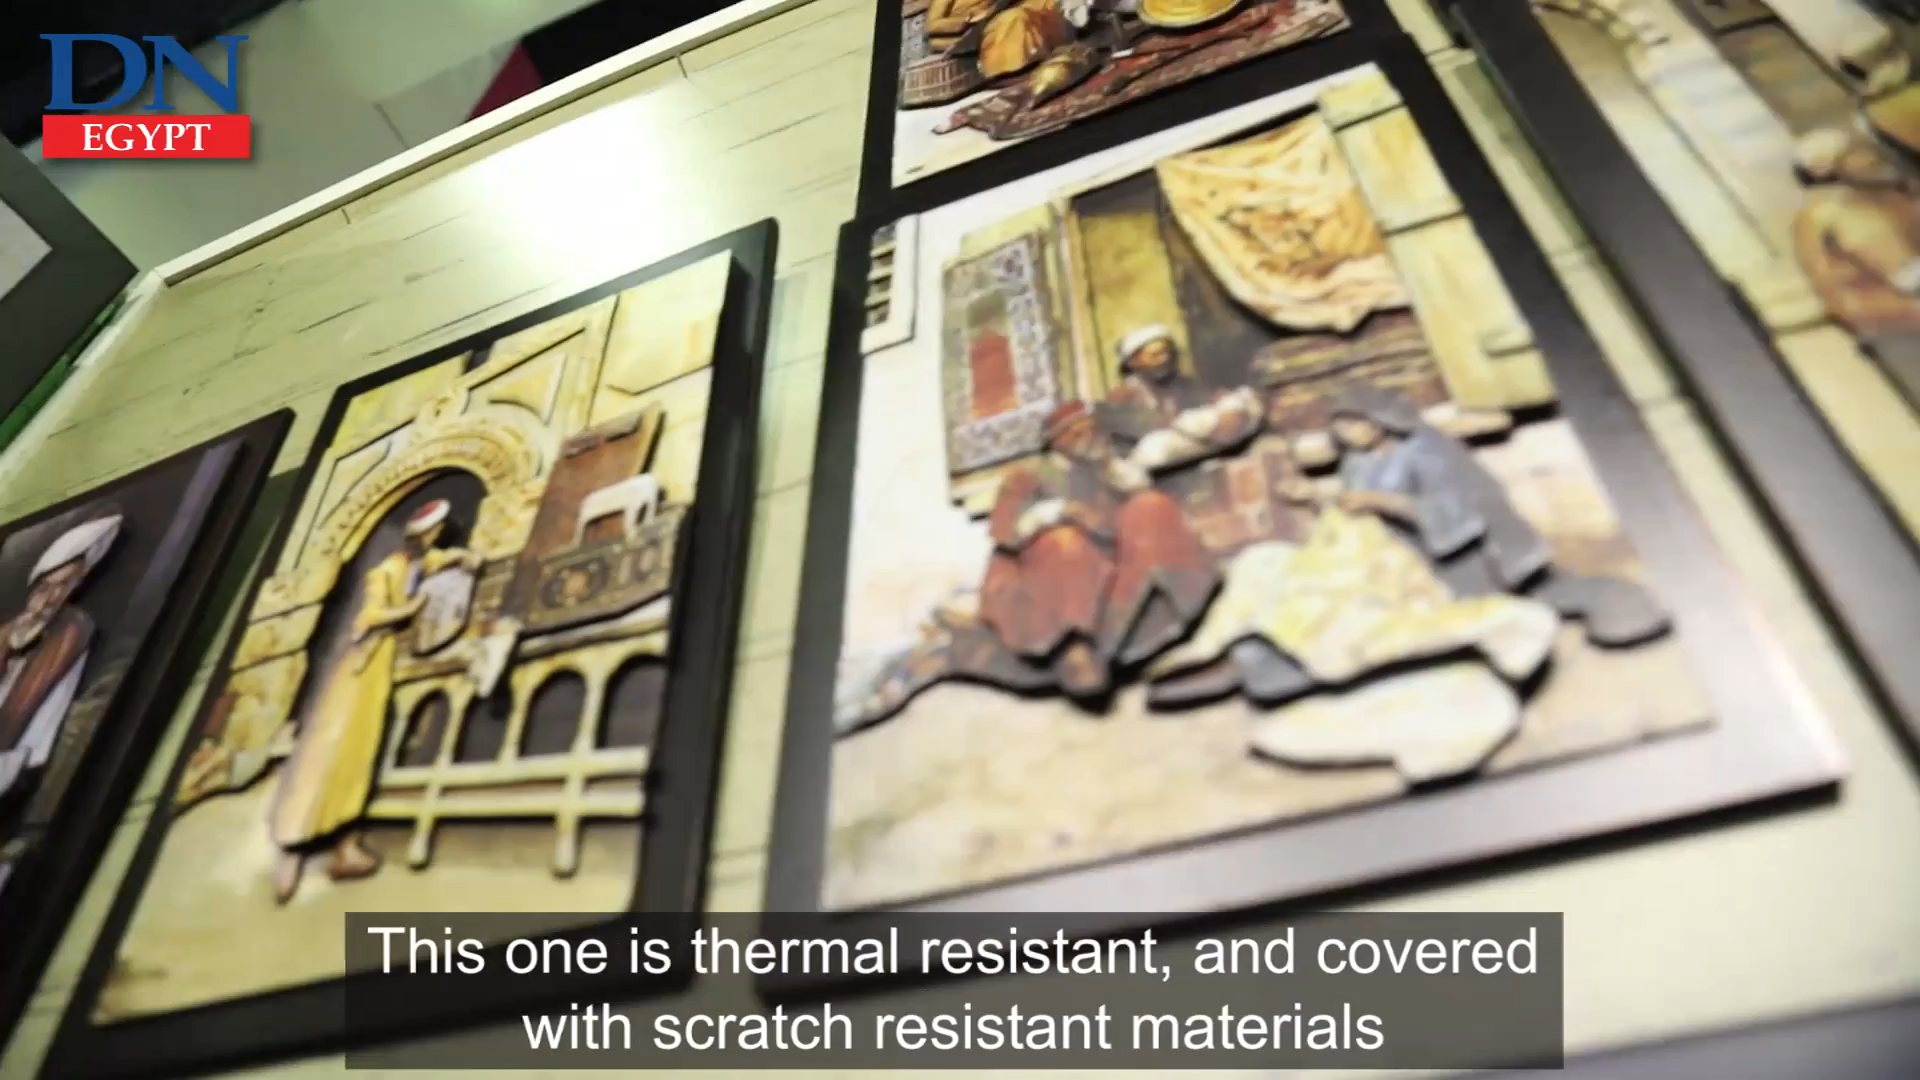 DN
EGYPT
This one is thermal resistant, and covered
with scratch resistant materials